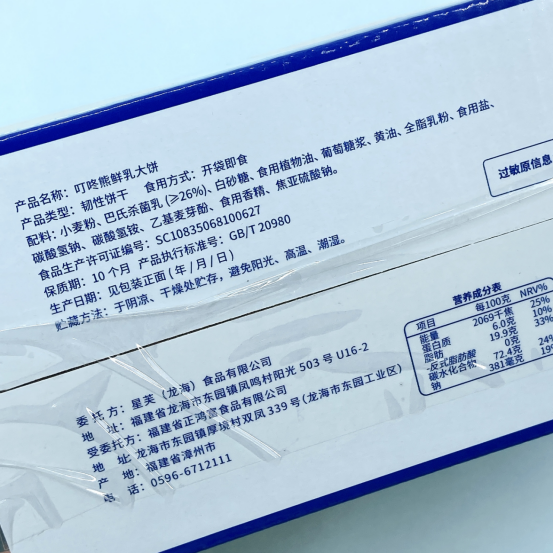 产品名称：叮咚熊鲜乳大饼
产品类型：韧性饼干 食用方式：开袋即食
配料：小麦粉、巴氏杀菌乳(≥26%)、白砂糖、食用植物油、葡萄糖浆、黄油、全脂乳粉、食用盐、
碳酸氢钠、碳酸氢铵、乙基麦芽酚、食用香精、焦亚硫酸钠。
食品生产许可证编号：SC10835068100627
保质期：10个月 产品执行标准号：GB/T 20980
生产日期：见包装正面(年/月/日)
贮藏方法：于阴凉、干燥处贮存，避免阳光、高温、潮湿。
过敏原信息
委托方：星芙（龙海）食品有限公司
地址：福建省龙海市东园镇凤鸣村阳光503号U16-2
受委托方：福建省正鸿富食品有限公司
地址：龙海市东园镇厚境村双凤339号(龙海市东园工业区)
产地：福建省漳州市
电话：0596-6712111
营养成分表
项目 每100克 NRV%
能量 2069千焦 25%
蛋白质 6.0克 10%
脂肪 19.9克 33%
-反式脂肪酸 0克
碳水化合物 72.4克 24%
钠 381毫克 19%